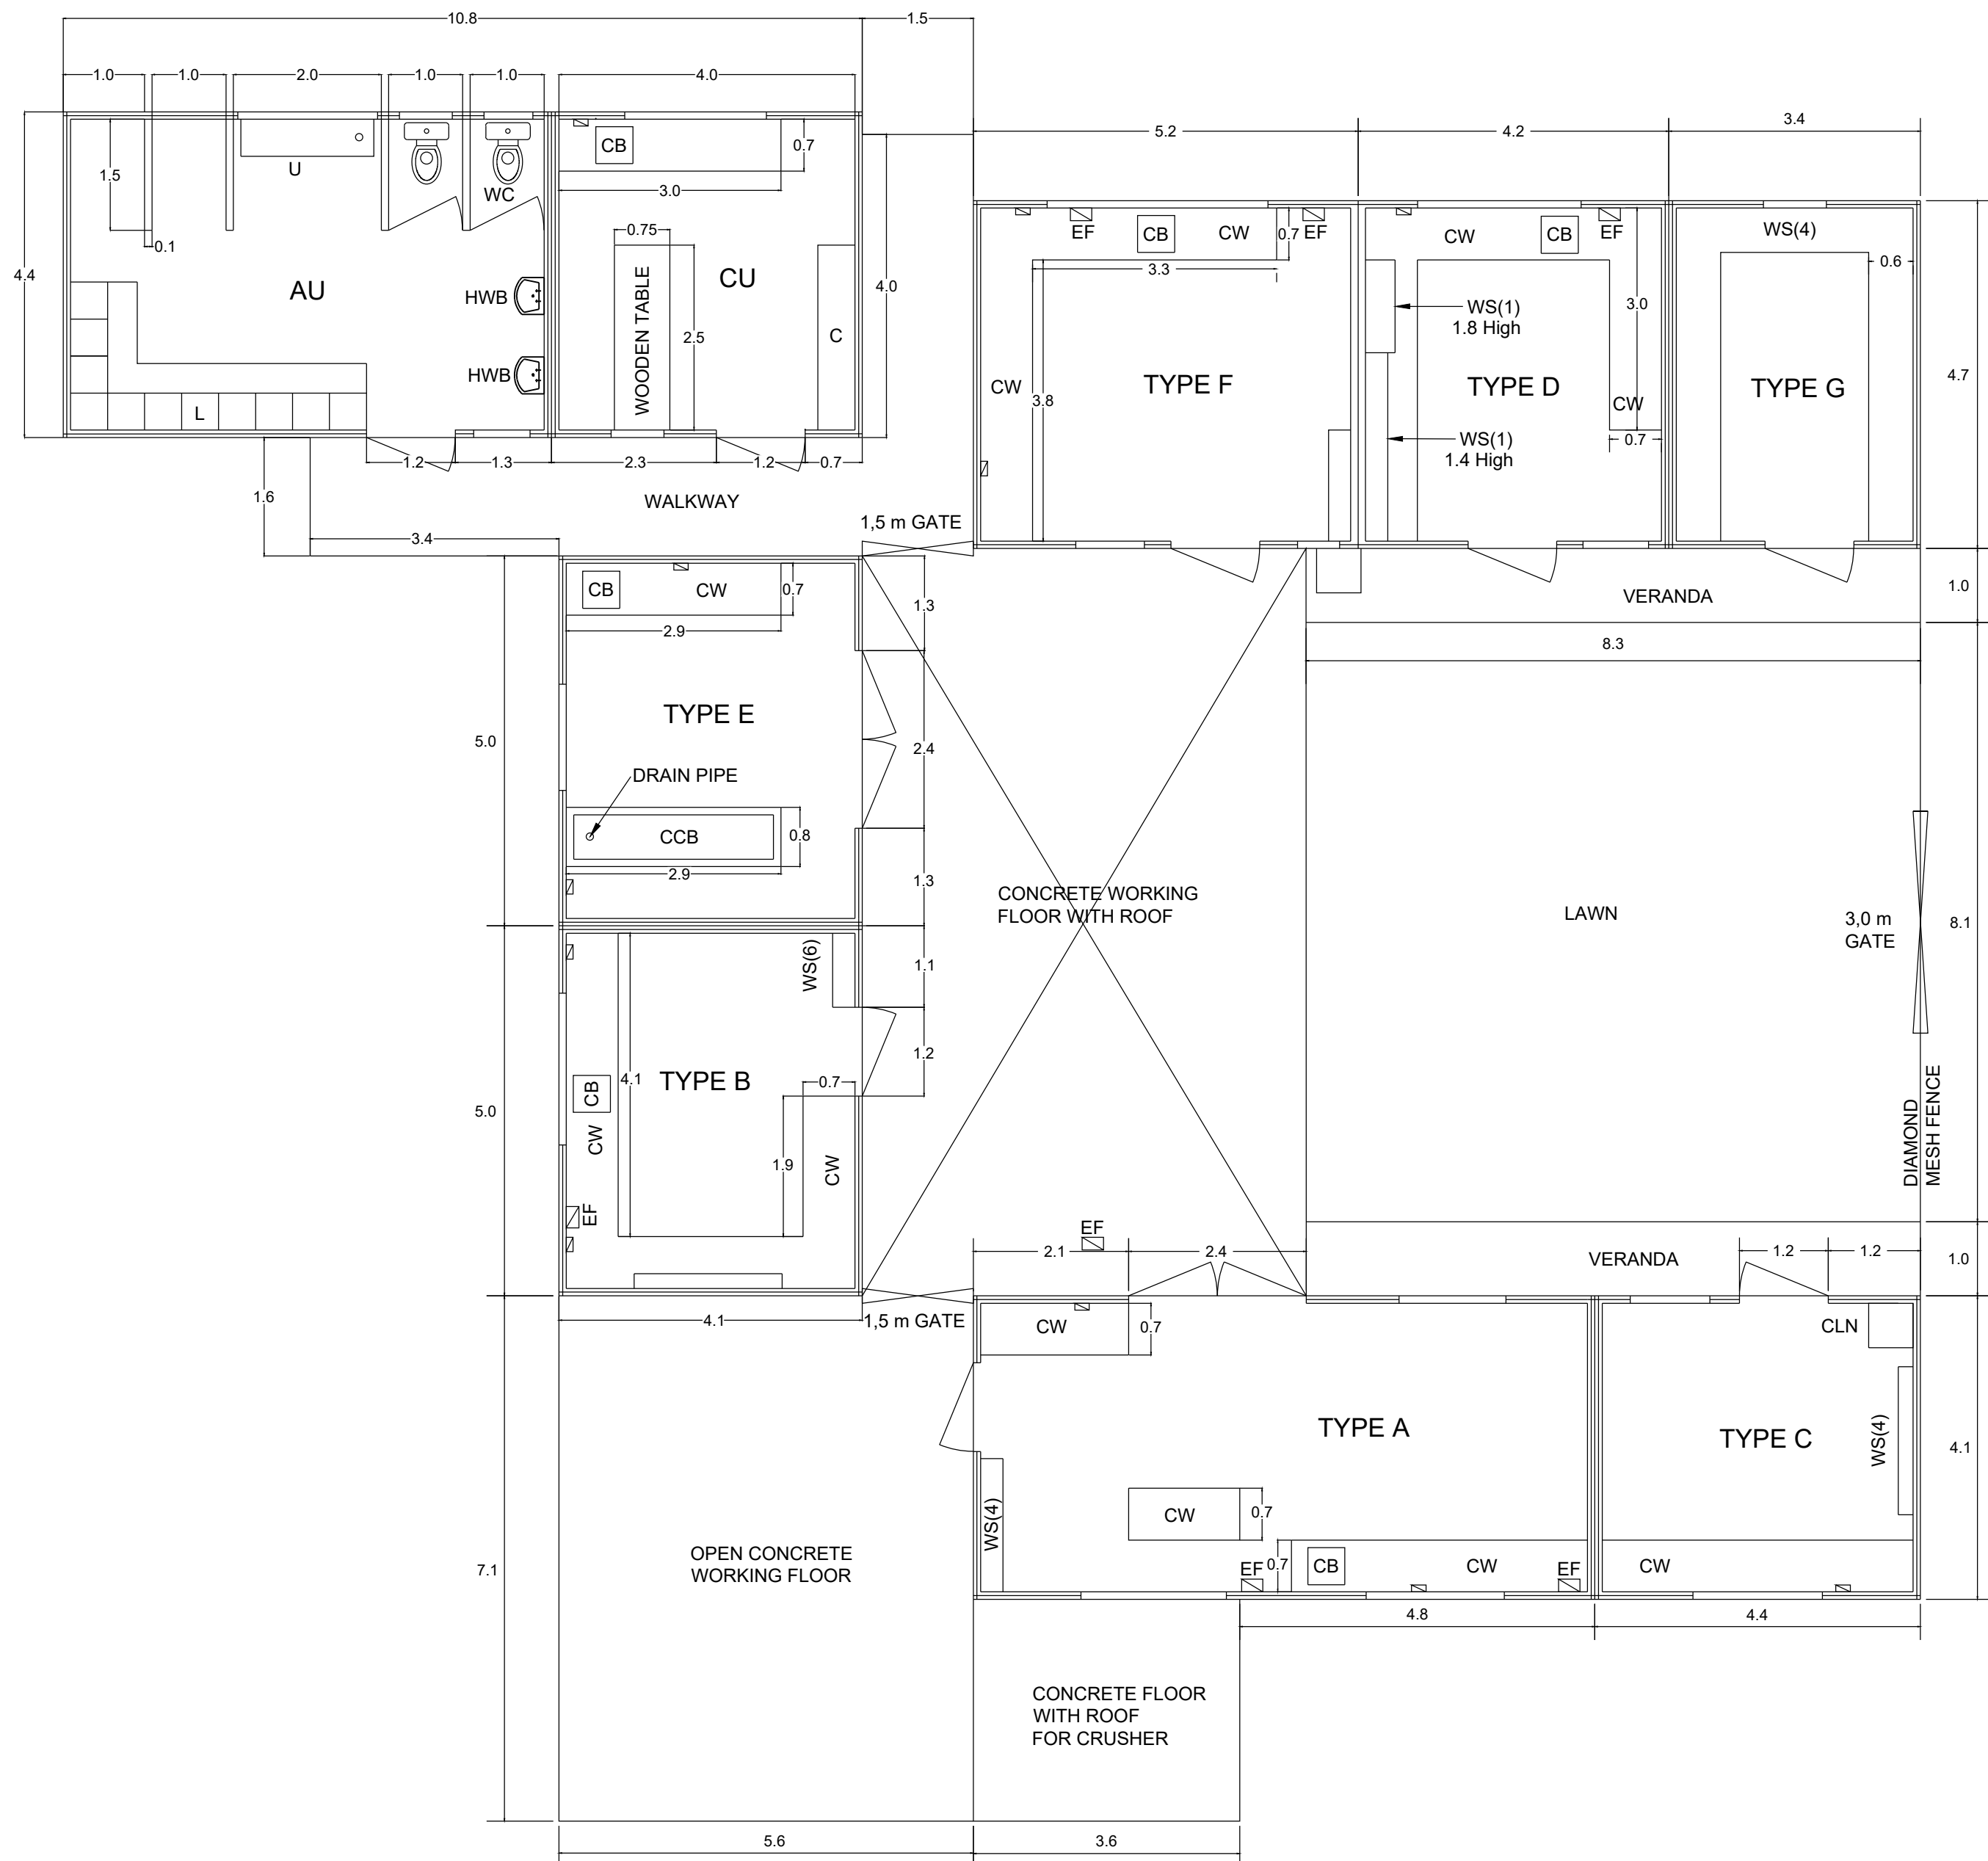 10.8
1.5
1.0
1.0
2.0
1.0
1.0
4.0
5.2
4.2
3.4
CB
0.7
1.5
U
WC
3.0
0.1
0.75
4.4
AU
HWB
HWB
L
WOODEN TABLE
CU
2.5
C
4.0
EF
CB
CW
0.7
EF
3.3
CW
3.8
TYPE F
CW
CB
EF
WS(1)
1.8 High
3.0
TYPE D
CW
WS(1)
1.4 High
0.7
WS(4)
0.6
TYPE G
4.7
1.2
1.3
2.3
1.2
0.7
1.6
WALKWAY
3.4
1,5 m GATE
CB
CW
0.7
2.9
1.3
VERANDA
1.0
8.3
TYPE E
5.0
2.4
DRAIN PIPE
CCB
0.8
2.9
1.3
CONCRETE WORKING
FLOOR WITH ROOF
LAWN
3,0 m
GATE
8.1
WS(6)
1.1
1.2
CB
4.1
TYPE B
0.7
5.0
CW
1.9
CW
EF
DIAMOND
MESH FENCE
EF
2.1
2.4
VERANDA
1.2
1.2
1.0
4.1
1,5 m GATE
CW
0.7
CLN
TYPE A
TYPE C
WS(4)
4.1
WS(4)
CW
0.7
EF
0.7
CB
CW
EF
CW
7.1
OPEN CONCRETE
WORKING FLOOR
4.8
4.4
CONCRETE FLOOR
WITH ROOF
FOR CRUSHER
5.6
3.6